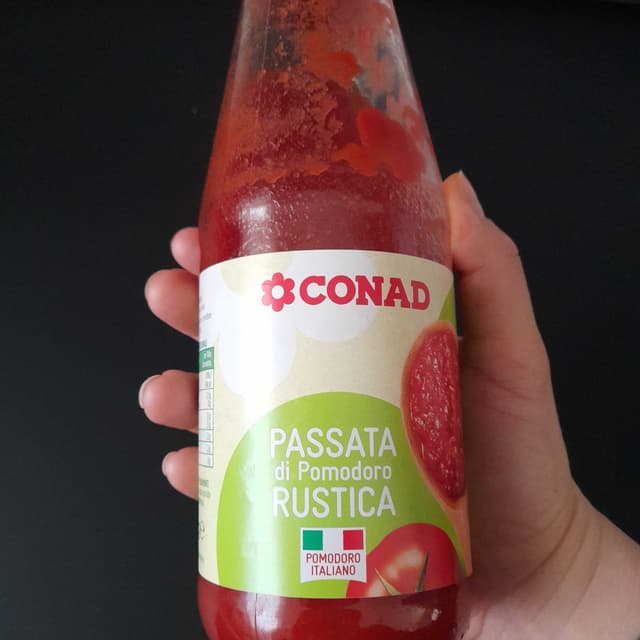 CONAD
PASSATA
di Pomodoro
RUSTICA
POMODORO
ITALIANO